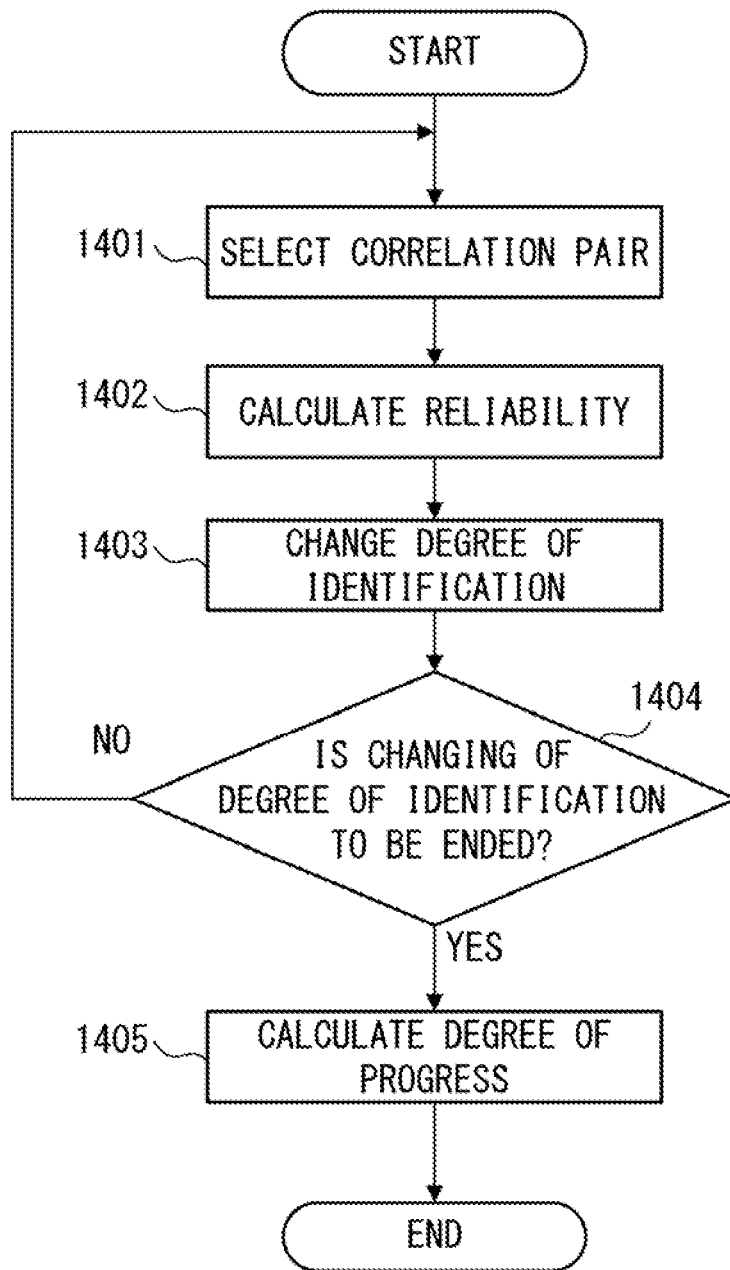 START
1401
SELECT CORRELATION PAIR
1402
CALCULATE RELIABILITY
1403
CHANGE DEGREE OF
IDENTIFICATION
1404
NO
IS CHANGING OF
DEGREE OF IDENTIFICATION
TO BE ENDED?
YES
1405
CALCULATE DEGREE OF
PROGRESS
END